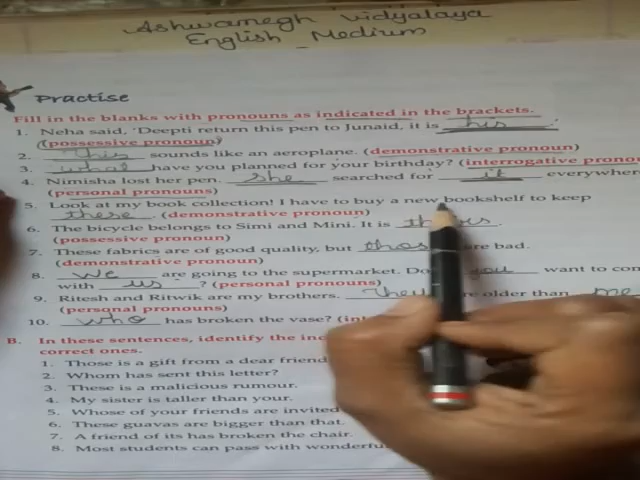 Ashwamegh Vidyalaya
English Medium
Practise
Fill in the blanks with pronouns as indicated in the brackets.
1. Neha said, 'Deepti return this pen to Junaid, it is his .
(possessive pronoun)
2. This sounds like an aeroplane. (demonstrative pronoun)
3. what have you planned for your birthday? (interrogative pronoun
4. Nimisha lost her pen. she searched for it everywhere
(personal pronouns)
5. Look at my book collection! I have to buy a new bookshelf to keep
these . (demonstrative pronoun)
6. The bicycle belongs to Simi and Mini. It is .
(possessive pronoun)
7. These fabrics are of good quality, but are bad.
(demonstrative pronoun)
8. we are going to the supermarket. Do you want to
with us ? (personal pronouns)
9. Ritesh and Ritwik are my brothers. They older than me
(personal pronouns)
10. who has broken the vase?
B. In these sentences, identify the
correct ones.
1. Those is a gift from a dear friend
2. Whom has sent this letter?
3. These is a malicious rumour.
4. My sister is taller than your.
5. Whose of your friends are invited
6. These guavas are bigger than that.
7. A friend of its has broken the chair.
8. Most students can pass with